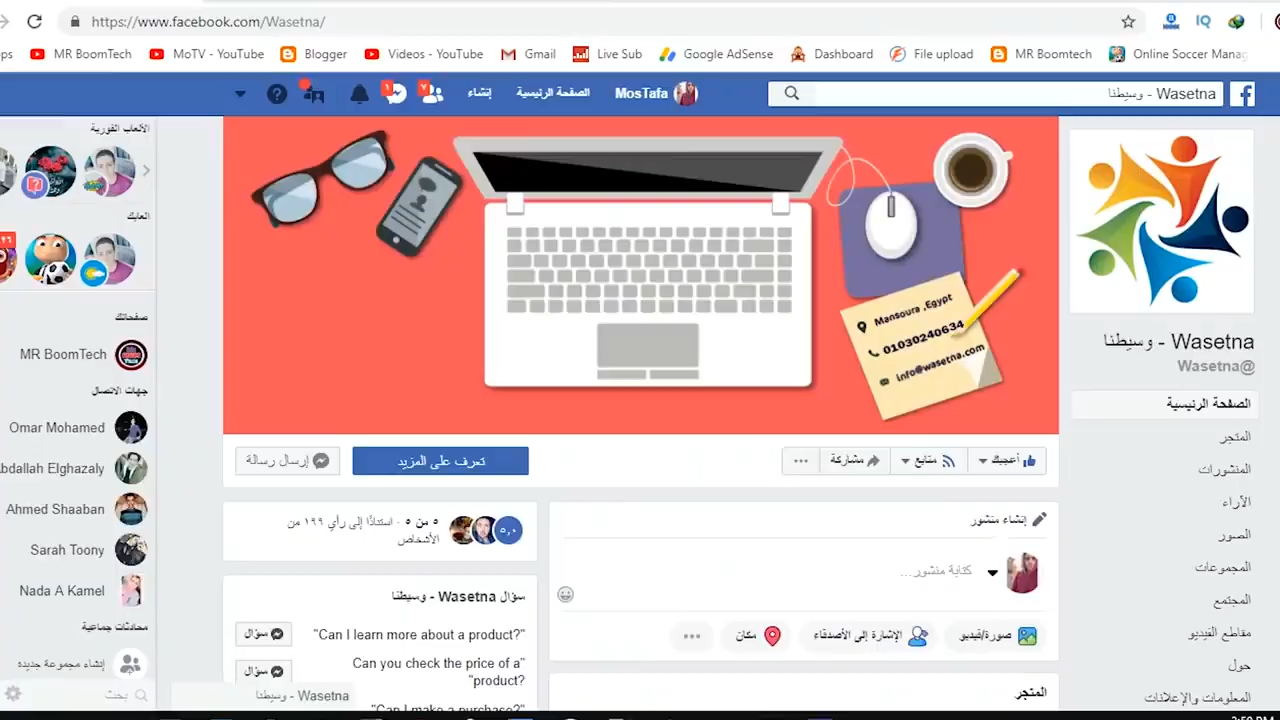 https://www.facebook.com/Wasetna/
MR BoomTech
MoTV - YouTube
Blogger
Videos - YouTube
Gmail
Live Sub
Google AdSense
Dashboard
File upload
MR Boomtech
Online Soccer Manag
Wasetna - وسيطنا
MosTafa
الصفحة الرئيسية
إنشاء
٧
١
الألعاب الفورية
ألعابك
صفحاتك
MR BoomTech
جهات الاتصال
Omar Mohamed
Abdallah Elghazaly
Ahmed Shaaban
Sarah Toony
Nada A Kamel
محادثات جماعية
إنشاء مجموعة جديدة
بحث
Mansoura ,Egypt
01030240634
info@wasetna.com
Wasetna - وسيطنا
@Wasetna
الصفحة الرئيسية
المتجر
المنشورات
الآراء
الصور
المجموعات
المجتمع
مقاطع الفيديو
حول
المعلومات والإعلانات
أعجبك
متابع
مشاركة
تعرف على المزيد
إرسال رسالة
إنشاء منشور
كتابة منشور...
صورة/فيديو
الإشارة إلى الأصدقاء
مكان
المتجر
٥,٠
٥ من ٥ · استنادًا إلى رأي ١٩٩ من
الأشخاص
سؤال Wasetna - وسيطنا
"Can I learn more about a product?"
سؤال
Can you check the price of a"
"product?
سؤال
"Can I make a purchase?"
Wasetna - وسيطنا